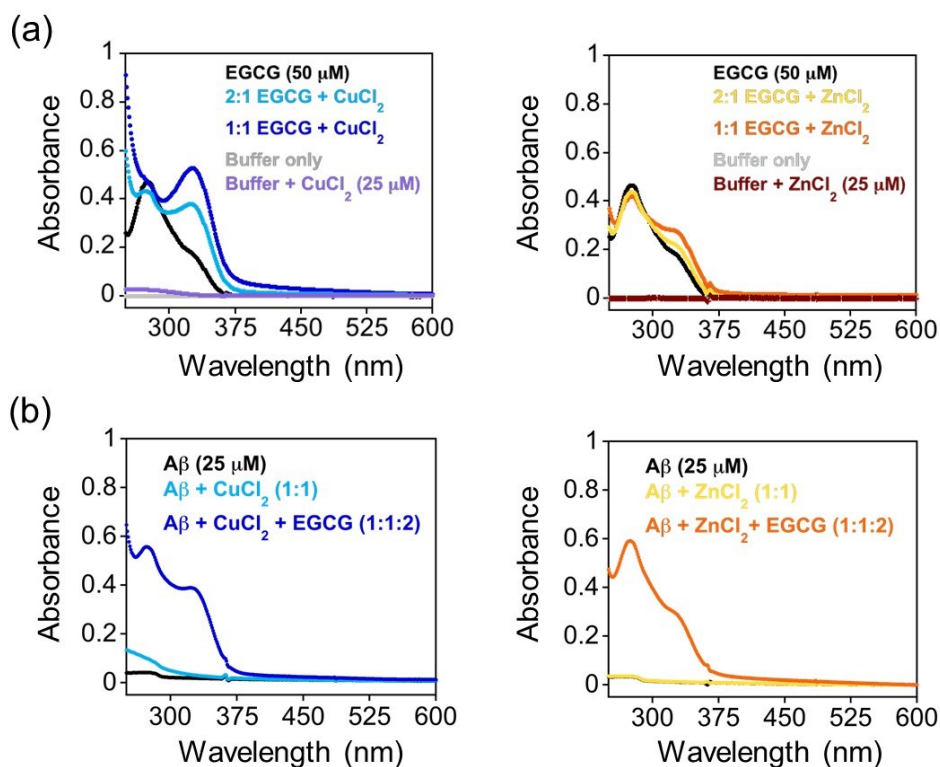 (a)
1
0.8
0.6
0.4
0.2
0
Absorbance
EGCG (50 μM)
2:1 EGCG + CuCl2
1:1 EGCG + CuCl2
Buffer only
Buffer + CuCl2 (25 μM)
300 375 450 525 600
Wavelength (nm)
1
0.8
0.6
0.4
0.2
0
Absorbance
EGCG (50 μM)
2:1 EGCG + ZnCl2
1:1 EGCG + ZnCl2
Buffer only
Buffer + ZnCl2 (25 μM)
300 375 450 525 600
Wavelength (nm)
(b)
1
0.8
0.6
0.4
0.2
0
Absorbance
Aβ (25 μM)
Aβ + CuCl2 (1:1)
Aβ + CuCl2 + EGCG (1:1:2)
300 375 450 525 600
Wavelength (nm)
1
0.8
0.6
0.4
0.2
0
Absorbance
Aβ (25 μM)
Aβ + ZnCl2 (1:1)
Aβ + ZnCl2+ EGCG (1:1:2)
300 375 450 525 600
Wavelength (nm)